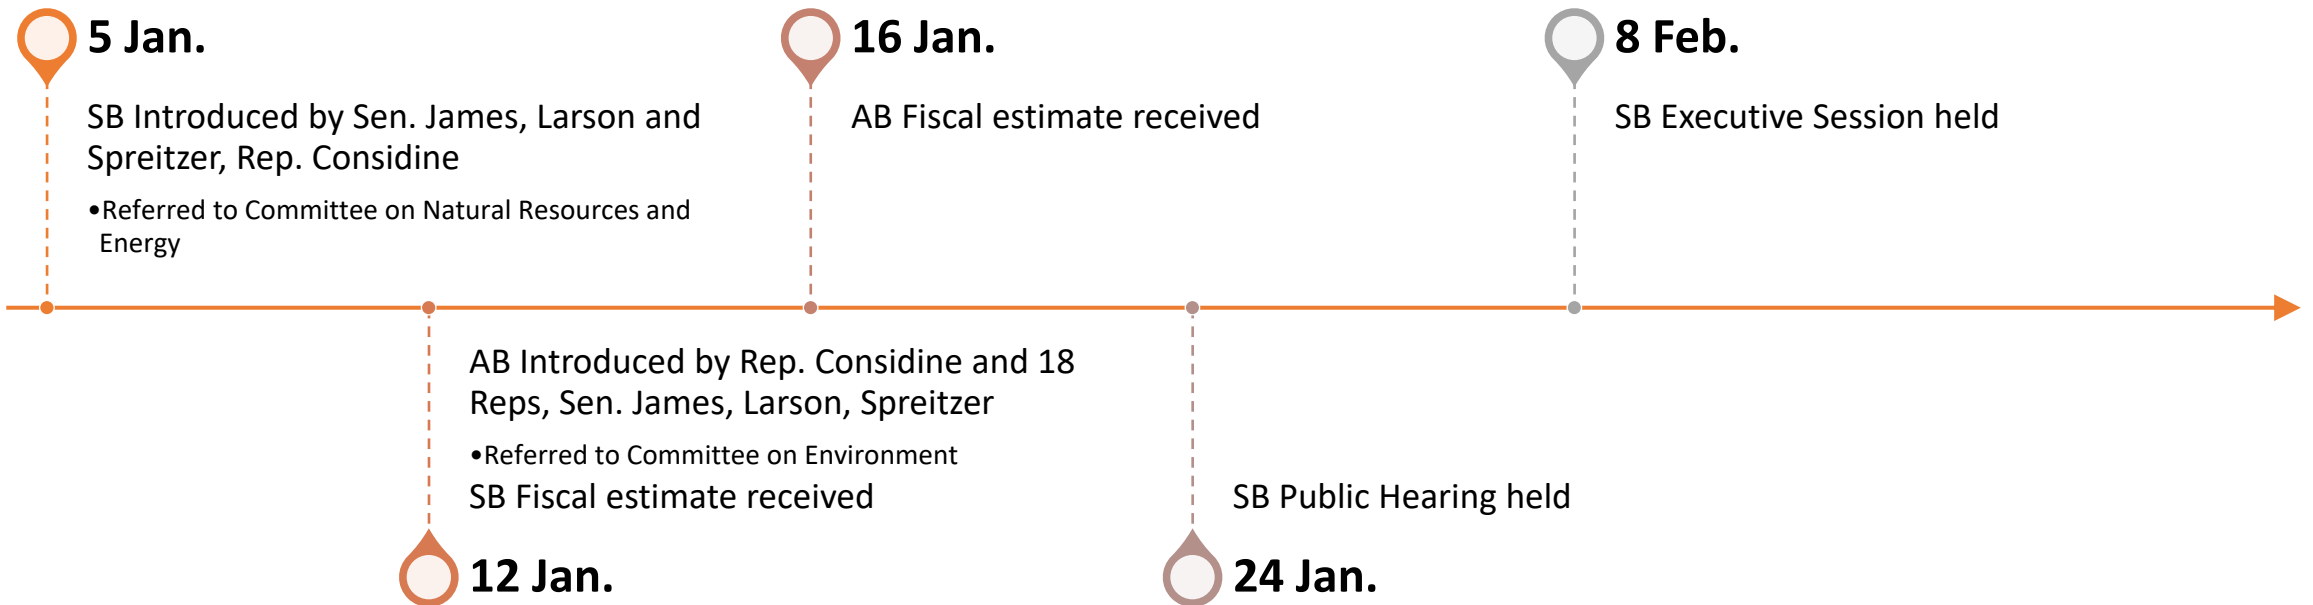 5 Jan.
SB Introduced by Sen. James, Larson and
Spreitzer, Rep. Considine
•Referred to Committee on Natural Resources and
Energy
12 Jan.
AB Introduced by Rep. Considine and 18
Reps, Sen. James, Larson, Spreitzer
•Referred to Committee on Environment
SB Fiscal estimate received
16 Jan.
AB Fiscal estimate received
24 Jan.
SB Public Hearing held
8 Feb.
SB Executive Session held